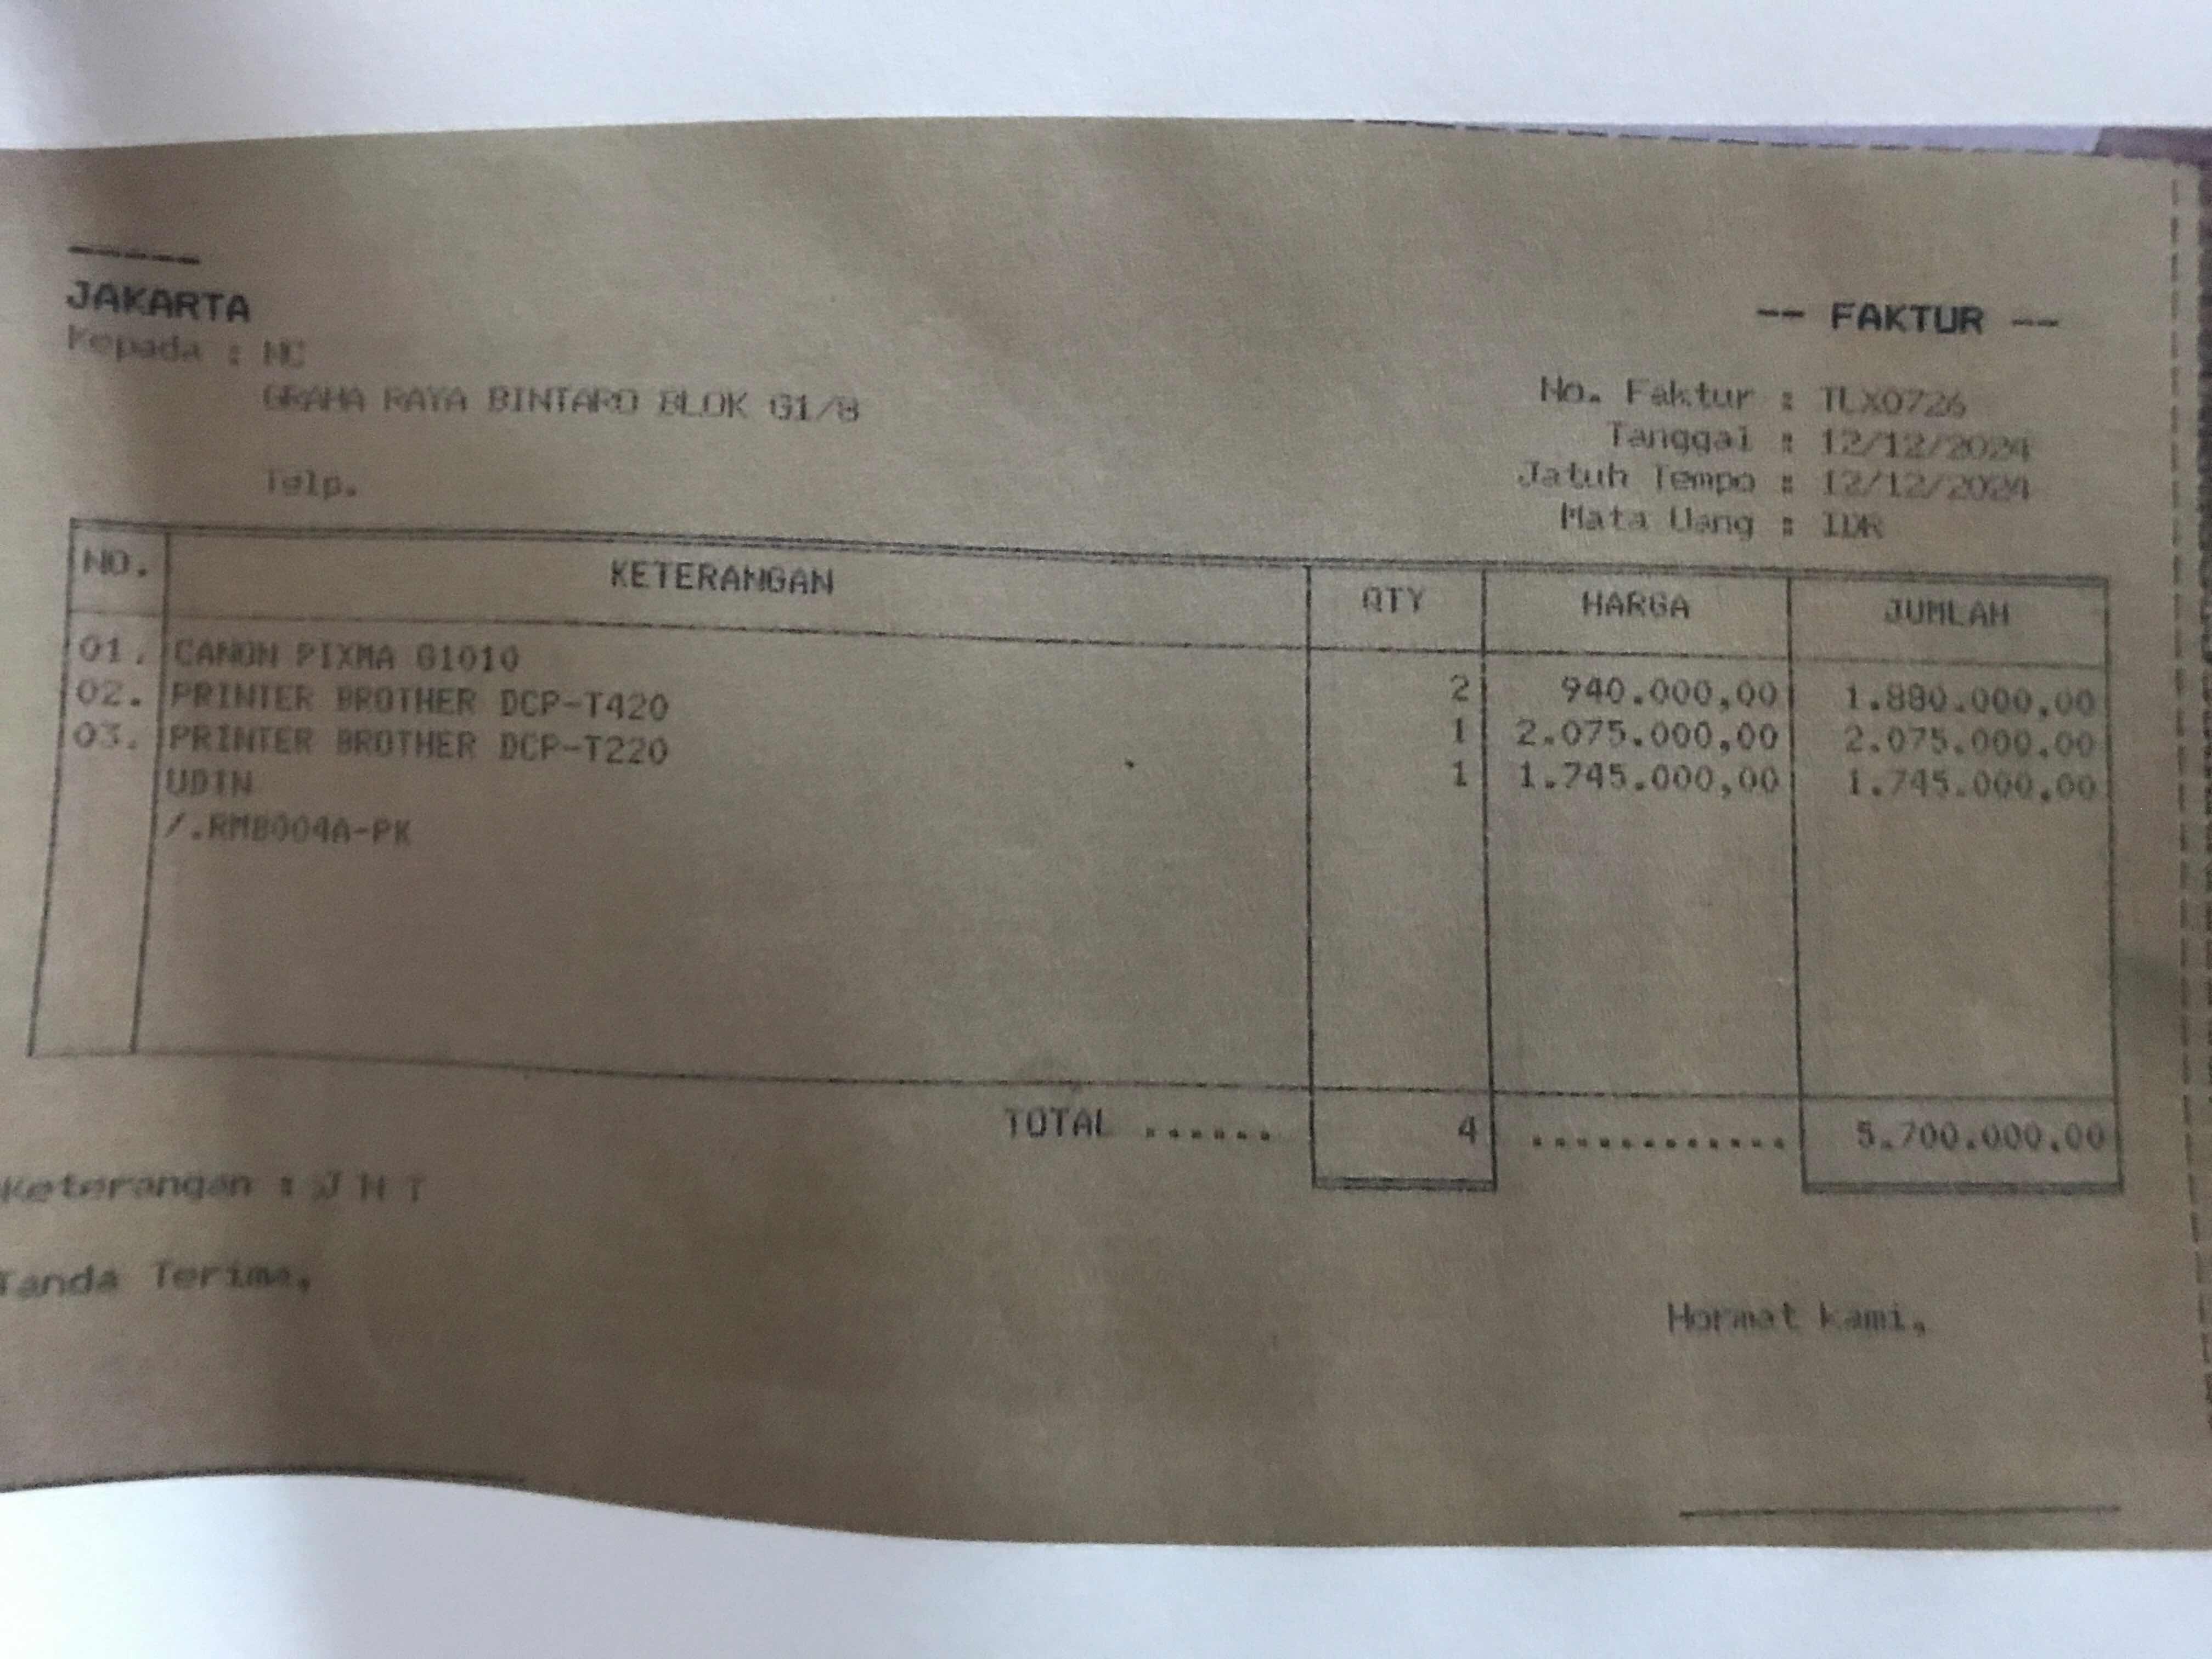 JAKARTA
-- FAKTUR --
Kepada : MC
GRAHA RAYA BINTARO BLOK G1/8
Telp.
No. Faktur : TLX0726
Tanggal : 12/12/2024
Jatuh Tempo : 12/12/2024
Mata Uang : IDR
NO. KETERANGAN QTY HARGA JUMLAH
01. CANON PIXMA G1010 2 940.000,00 1.880.000,00
02. PRINTER BROTHER DCP-T420 1 2.075.000,00 2.075.000,00
03. PRINTER BROTHER DCP-T220 1 1.745.000,00 1.745.000,00
UDIN
/.RMB004A-PK
TOTAL ...... 4 ............ 5.700.000,00
Keterangan : J N T
Tanda Terima,
Hormat kami,